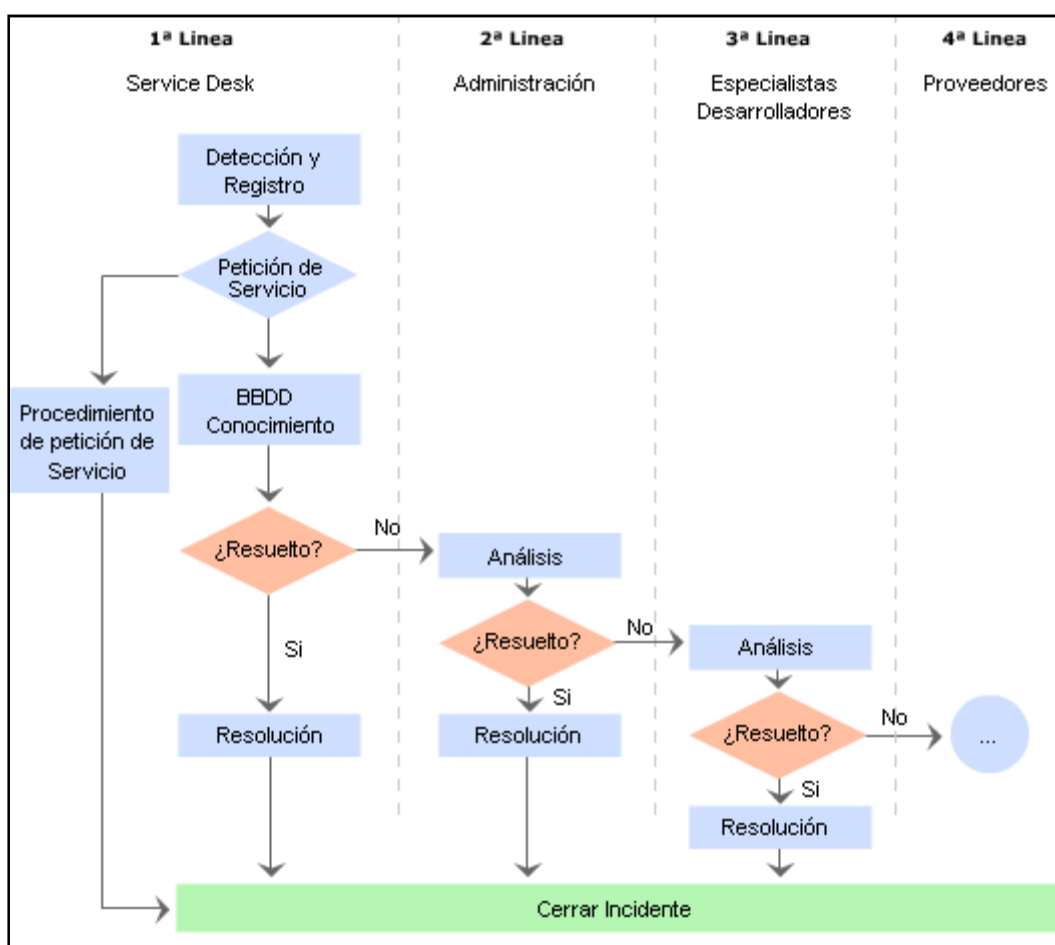 1ª Linea
2ª Linea
3ª Linea
4ª Linea
Service Desk
Administración
Especialistas
Desarrolladores
Proveedores
Detección y
Registro
Petición de
Servicio
Procedimiento
de petición de
Servicio
BBDD
Conocimiento
¿Resuelto?
No
Si
Resolución
Análisis
¿Resuelto?
No
Si
Resolución
Análisis
¿Resuelto?
No
Si
Resolución
...
Cerrar Incidente